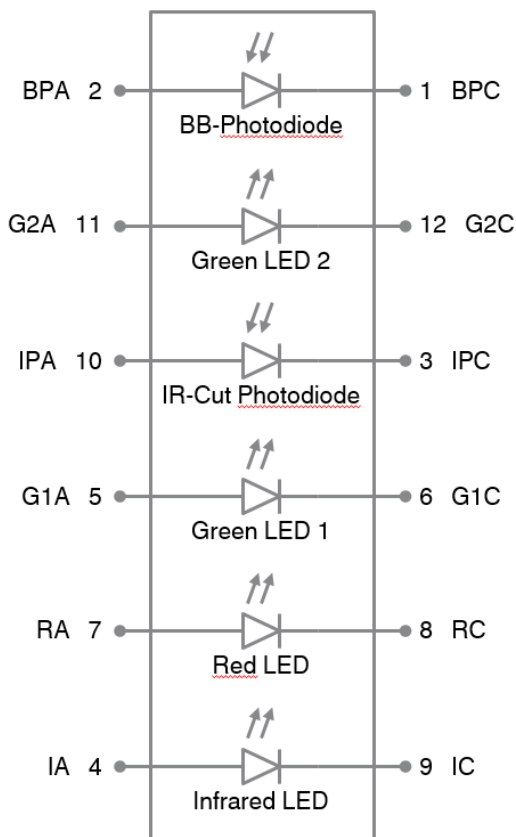 BPA 2 1 BPC
BB-Photodiode
G2A 11 12 G2C
Green LED 2
IPA 10 3 IPC
IR-Cut Photodiode
G1A 5 6 G1C
Green LED 1
RA 7 8 RC
Red LED
IA 4 9 IC
Infrared LED